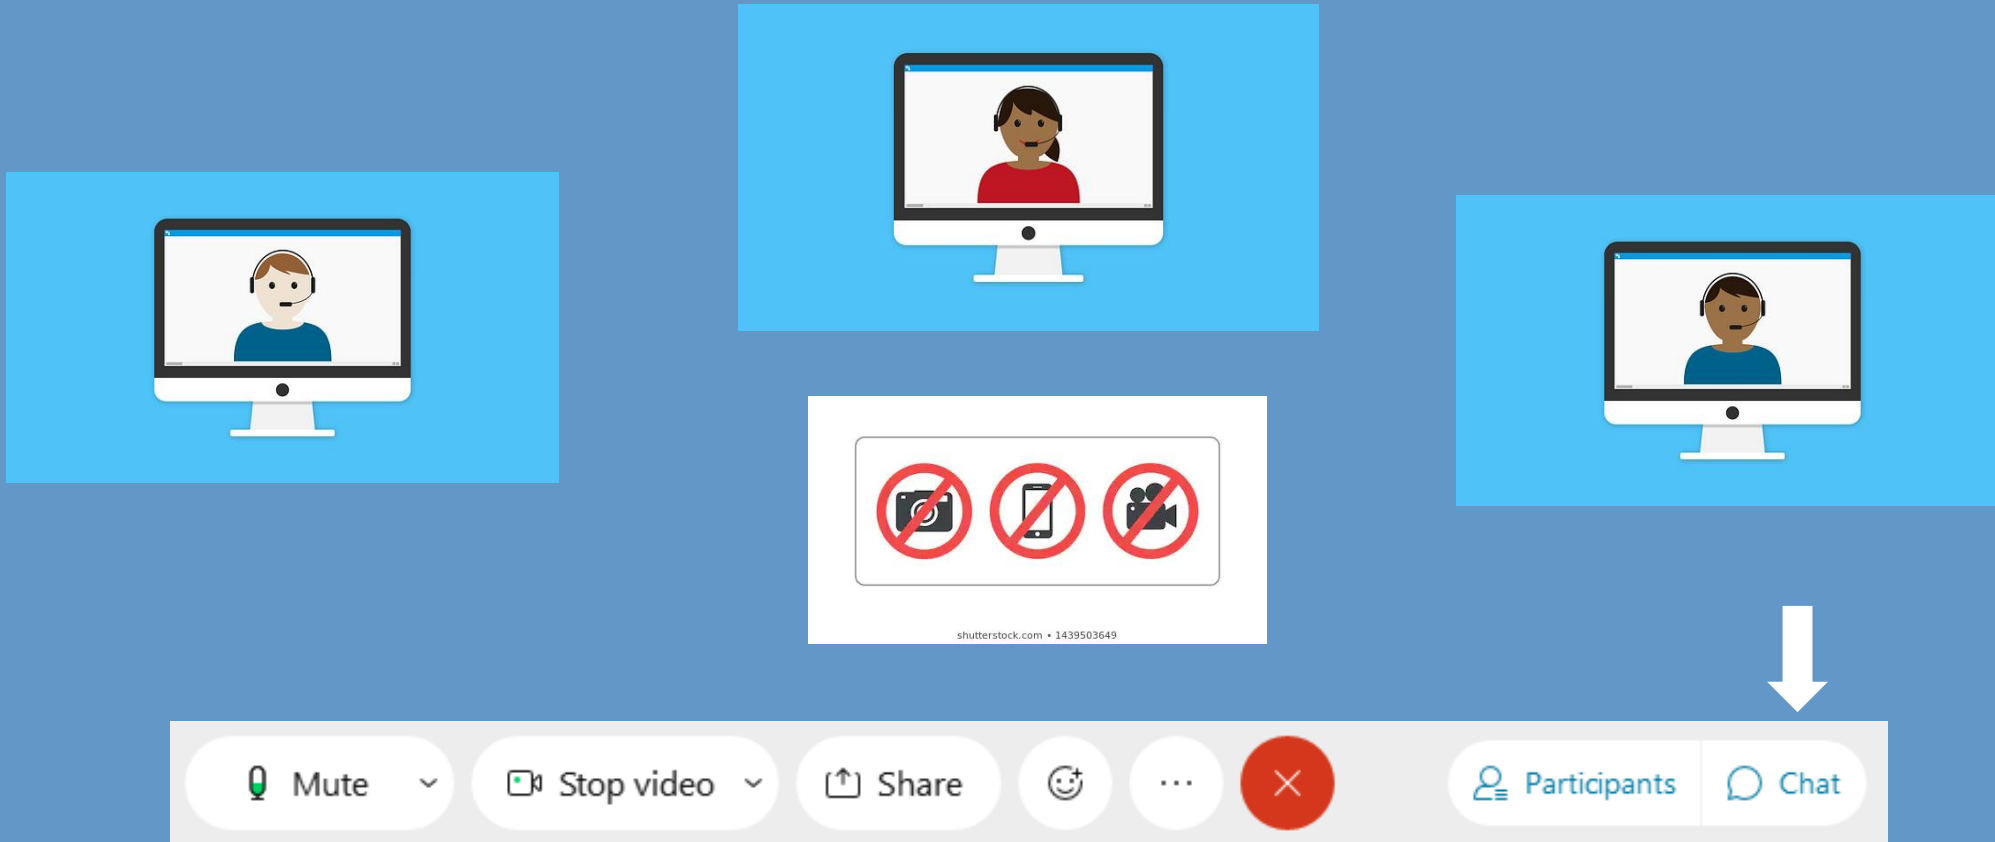 shutterstock.com • 1439503649
Mute
Stop video
Share
Participants
Chat